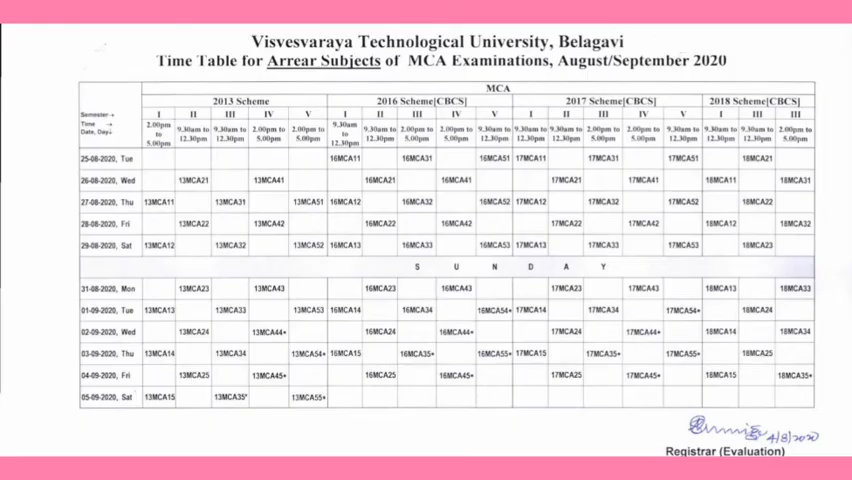 Visvesvaraya Technological University, Belagavi
Time Table for Arrear Subjects of MCA Examinations, August/September 2020
MCA
2013 Scheme 2016 Scheme[CBCS] 2017 Scheme[CBCS] 2018 Scheme[CBCS]
Semester→ I II III IV V I II III IV V I II III IV V I II III
Time → 2.00pm to 5.00pm 9.30am to 12.30pm 9.30am to 12.30pm 2.00pm to 5.00pm 2.00pm to 5.00pm 9.30am to 12.30pm 9.30am to 12.30pm 2.00pm to 5.00pm 2.00pm to 5.00pm 9.30am to 12.30pm 9.30am to 12.30pm 9.30am to 12.30pm 2.00pm to 5.00pm 2.00pm to 5.00pm 9.30am to 12.30pm 9.30am to 12.30pm 9.30am to 12.30pm 2.00pm to 5.00pm
Date, Day↓
25-08-2020, Tue 16MCA11 16MCA31 16MCA51 17MCA11 17MCA31 17MCA51 18MCA21
26-08-2020, Wed 13MCA21 13MCA41 16MCA21 16MCA41 17MCA21 17MCA41 18MCA11 18MCA31
27-08-2020, Thu 13MCA11 13MCA31 13MCA51 16MCA12 16MCA32 16MCA52 17MCA12 17MCA32 17MCA52 18MCA22
28-08-2020, Fri 13MCA22 13MCA42 16MCA22 16MCA42 17MCA22 17MCA42 18MCA12 18MCA32
29-08-2020, Sat 13MCA12 13MCA32 13MCA52 16MCA13 16MCA33 16MCA53 17MCA13 17MCA33 17MCA53 18MCA23
S U N D A Y
31-08-2020, Mon 13MCA23 13MCA43 16MCA23 16MCA43 17MCA23 17MCA43 18MCA13 18MCA33
01-09-2020, Tue 13MCA13 13MCA33 13MCA53 16MCA14 16MCA34 16MCA54+ 17MCA14 17MCA34 17MCA54+ 18MCA24
02-09-2020, Wed 13MCA24 13MCA44+ 16MCA24 16MCA44+ 17MCA24 17MCA44+ 18MCA14 18MCA34
03-09-2020, Thu 13MCA14 13MCA34 13MCA54+ 16MCA15 16MCA35+ 16MCA55+ 17MCA15 17MCA35+ 17MCA55+ 18MCA25
04-09-2020, Fri 13MCA25 13MCA45+ 16MCA25 16MCA45+ 17MCA25 17MCA45+ 18MCA15 18MCA35+
05-09-2020, Sat 13MCA15 13MCA35* 13MCA55+
4/8/2020
Registrar (Evaluation)